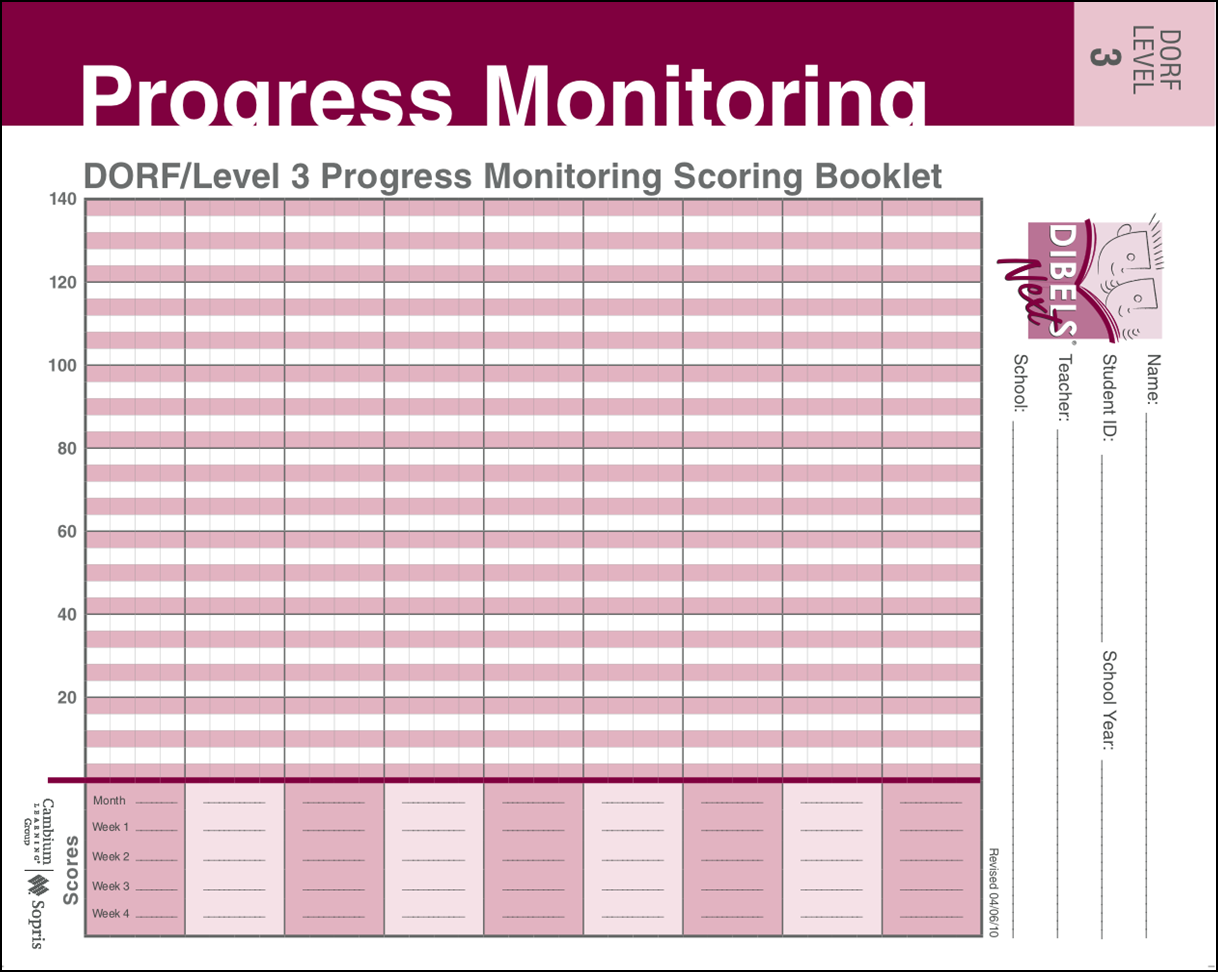 Progress Monitoring
DORF
LEVEL
3
DORF/Level 3 Progress Monitoring Scoring Booklet
140
120
100
80
60
40
20
Scores
Month
Week 1
Week 2
Week 3
Week 4
DIBELS®
Next
Name:
Student ID:
School Year:
Teacher:
School:
Revised 04/06/10
Cambium
LEARNING®
Group
Sopris